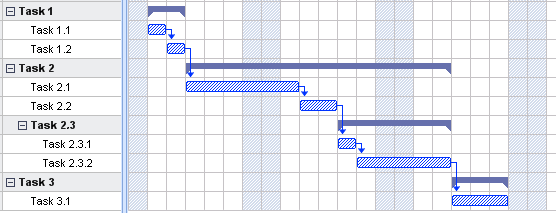 Task 1
Task 1.1
Task 1.2
Task 2
Task 2.1
Task 2.2
Task 2.3
Task 2.3.1
Task 2.3.2
Task 3
Task 3.1